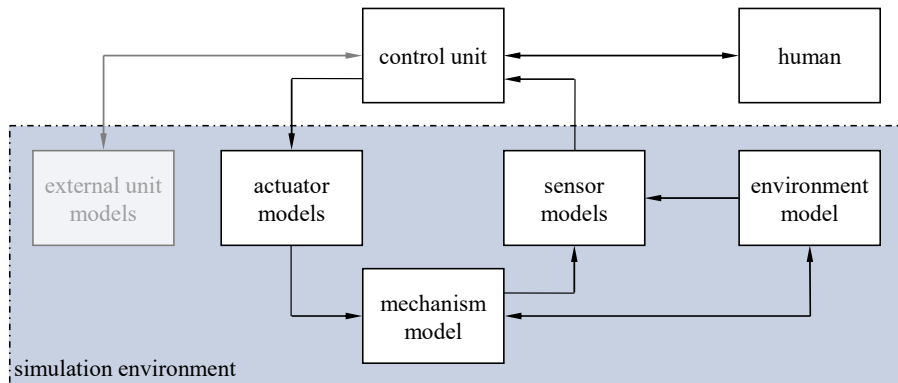 control unit
human
external unit
models
actuator
models
sensor
models
environment
model
mechanism
model
simulation environment